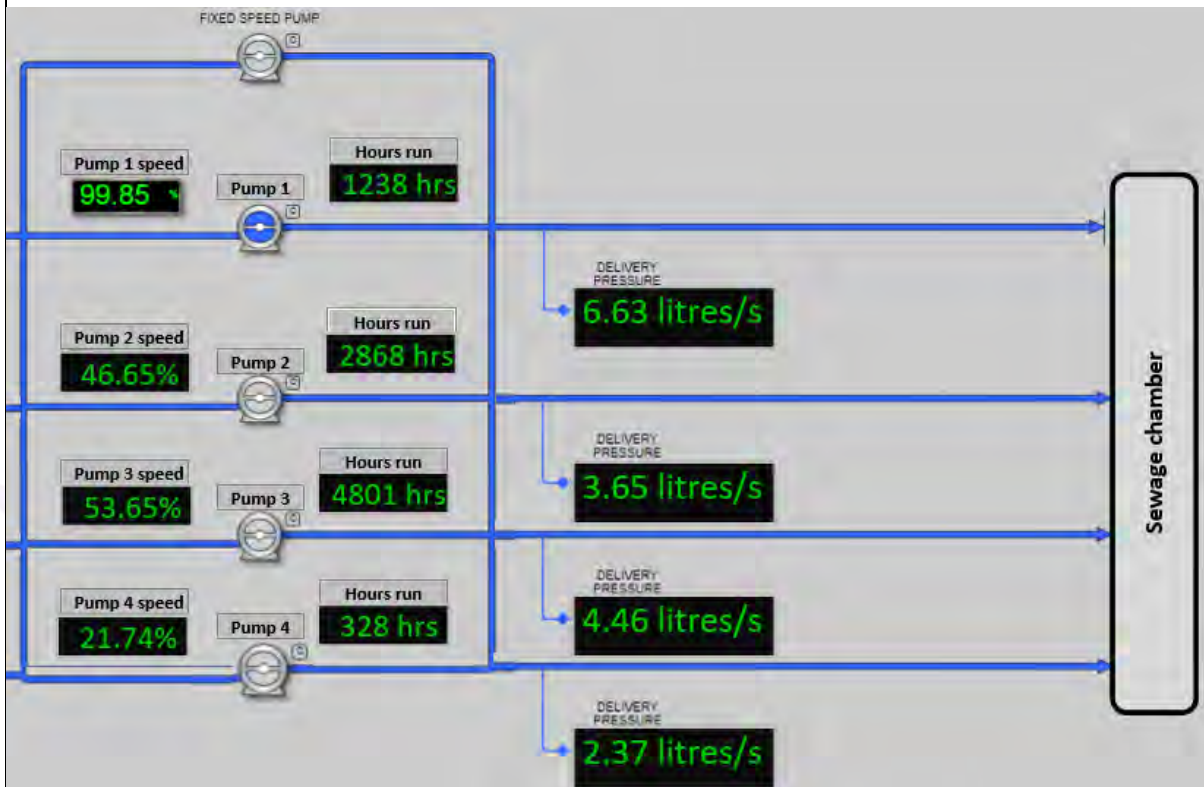 FIXED SPEED PUMP
C
Pump 1 speed
99.85 %
Pump 1
C
Hours run
1238 hrs
DELIVERY
PRESSURE
6.63 litres/s
Pump 2 speed
46.65%
Pump 2
C
Hours run
2868 hrs
DELIVERY
PRESSURE
3.65 litres/s
Pump 3 speed
53.65%
Pump 3
C
Hours run
4801 hrs
DELIVERY
PRESSURE
4.46 litres/s
Pump 4 speed
21.74%
Pump 4
C
Hours run
328 hrs
DELIVERY
PRESSURE
2.37 litres/s
Sewage chamber